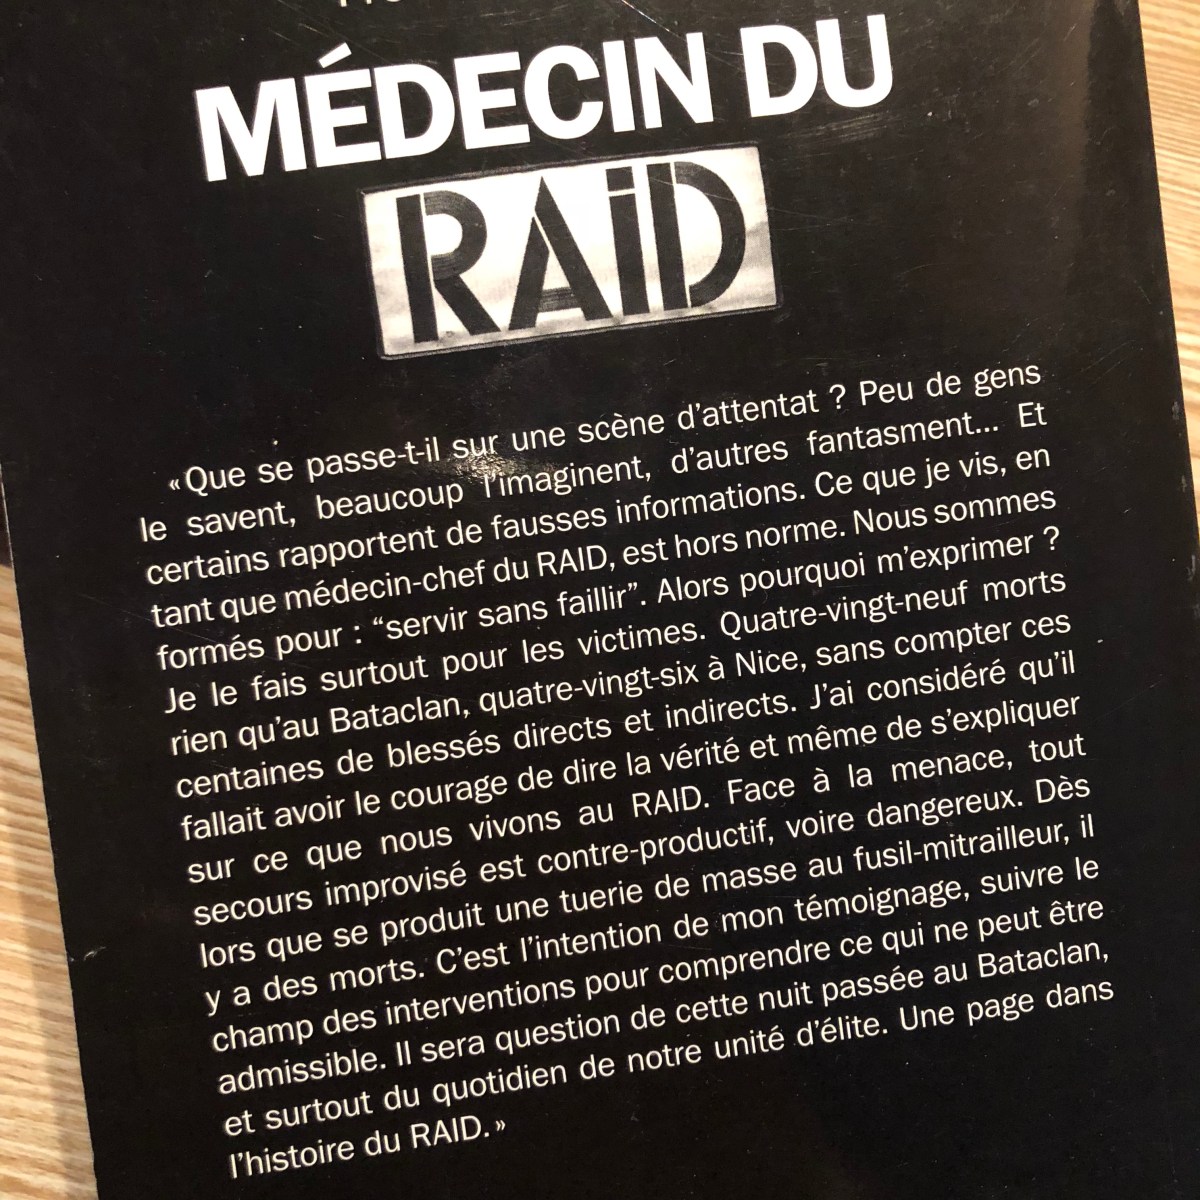 MÉDECIN DU
RAID
«Que se passe-t-il sur une scène d'attentat ? Peu de gens
le savent, beaucoup l'imaginent, d'autres fantasment... Et
certains rapportent de fausses informations. Ce que je vis, en
tant que médecin-chef du RAID, est hors norme. Nous sommes
formés pour : “servir sans faillir”. Alors pourquoi m'exprimer ?
Je le fais surtout pour les victimes. Quatre-vingt-neuf morts
rien qu'au Bataclan, quatre-vingt-six à Nice, sans compter ces
centaines de blessés directs et indirects. J'ai considéré qu'il
fallait avoir le courage de dire la vérité et même de s'expliquer
sur ce que nous vivons au RAID. Face à la menace, tout
secours improvisé est contre-productif, voire dangereux. Dès
lors que se produit une tuerie de masse au fusil-mitrailleur, il
y a des morts. C'est l'intention de mon témoignage, suivre le
champ des interventions pour comprendre ce qui ne peut être
admissible. Il sera question de cette nuit passée au Bataclan,
et surtout du quotidien de notre unité d'élite. Une page dans
l'histoire du RAID.»